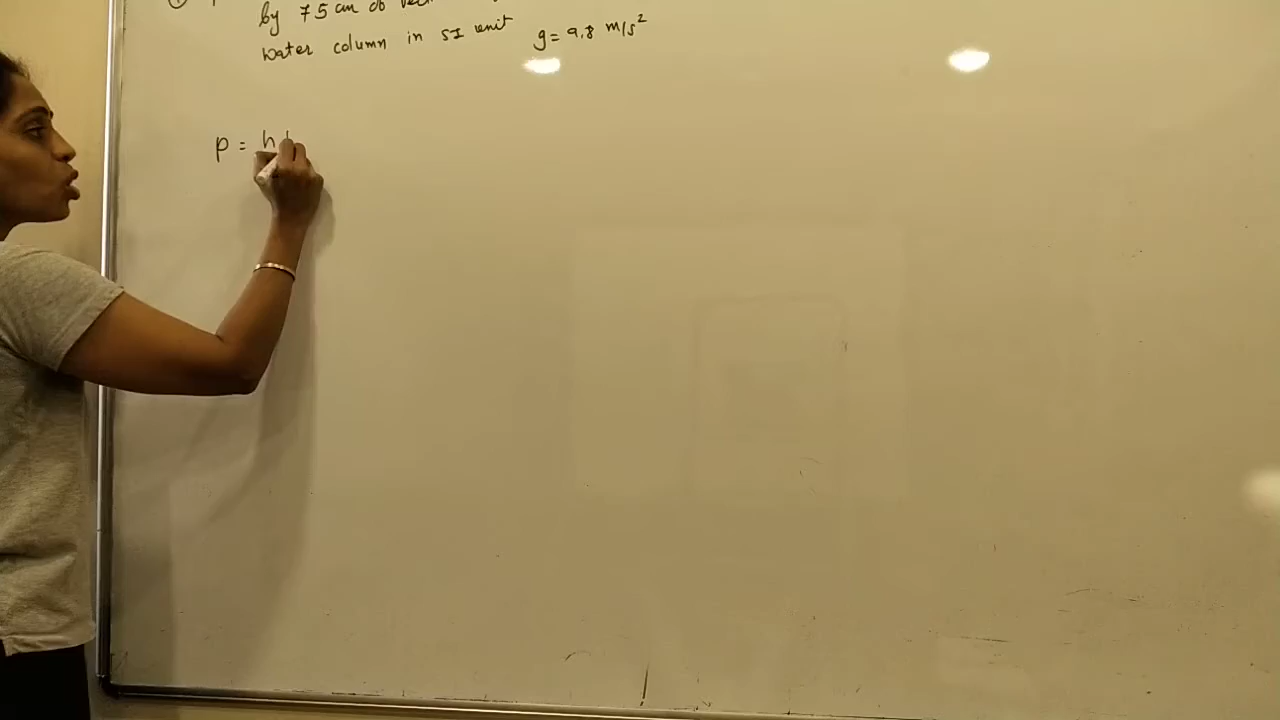 by 75 cm of
water column in SI unit g = 9.8 m/s²
p = h